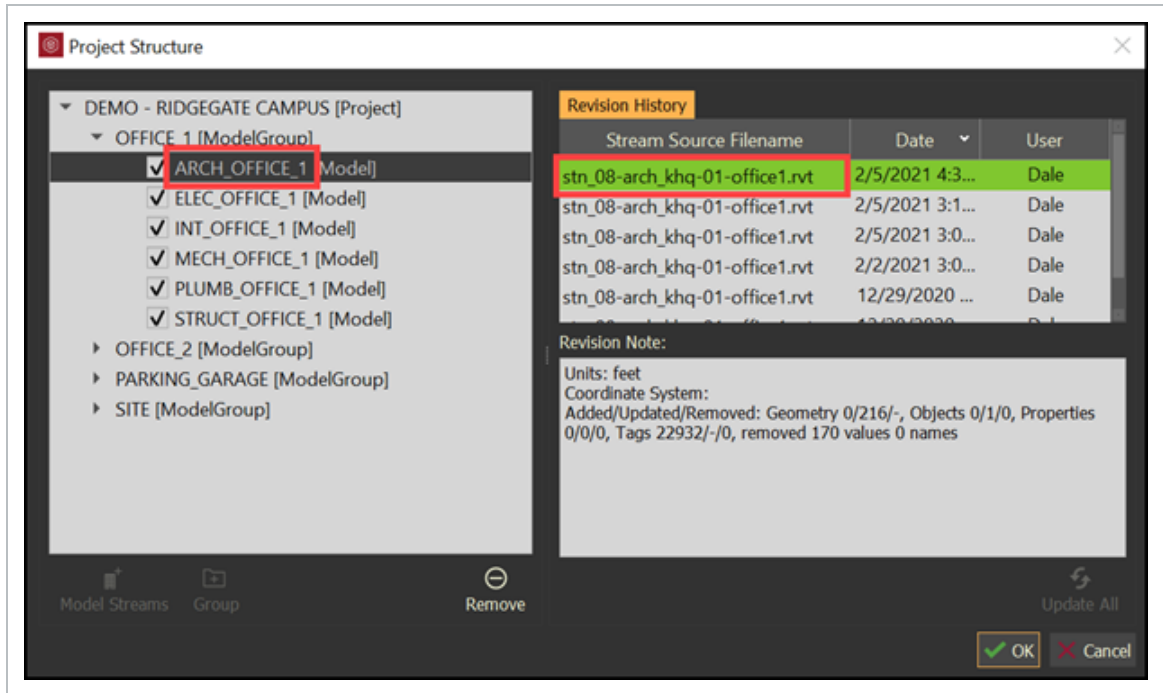 Project Structure
DEMO - RIDGEGATE CAMPUS [Project]
OFFICE_1 [ModelGroup]
ARCH_OFFICE_1 [Model]
ELEC_OFFICE_1 [Model]
INT_OFFICE_1 [Model]
MECH_OFFICE_1 [Model]
PLUMB_OFFICE_1 [Model]
STRUCT_OFFICE_1 [Model]
OFFICE_2 [ModelGroup]
PARKING_GARAGE [ModelGroup]
SITE [ModelGroup]
Model Streams Group Remove
Revision History
Stream Source Filename Date User
stn_08-arch_khq-01-office1.rvt 2/5/2021 4:3... Dale
stn_08-arch_khq-01-office1.rvt 2/5/2021 3:1... Dale
stn_08-arch_khq-01-office1.rvt 2/5/2021 3:0... Dale
stn_08-arch_khq-01-office1.rvt 2/2/2021 3:0... Dale
stn_08-arch_khq-01-office1.rvt 12/29/2020 ... Dale
Revision Note:
Units: feet
Coordinate System:
Added/Updated/Removed: Geometry 0/216/-, Objects 0/1/0, Properties
0/0/0, Tags 22932/-/0, removed 170 values 0 names
Update All
OK Cancel